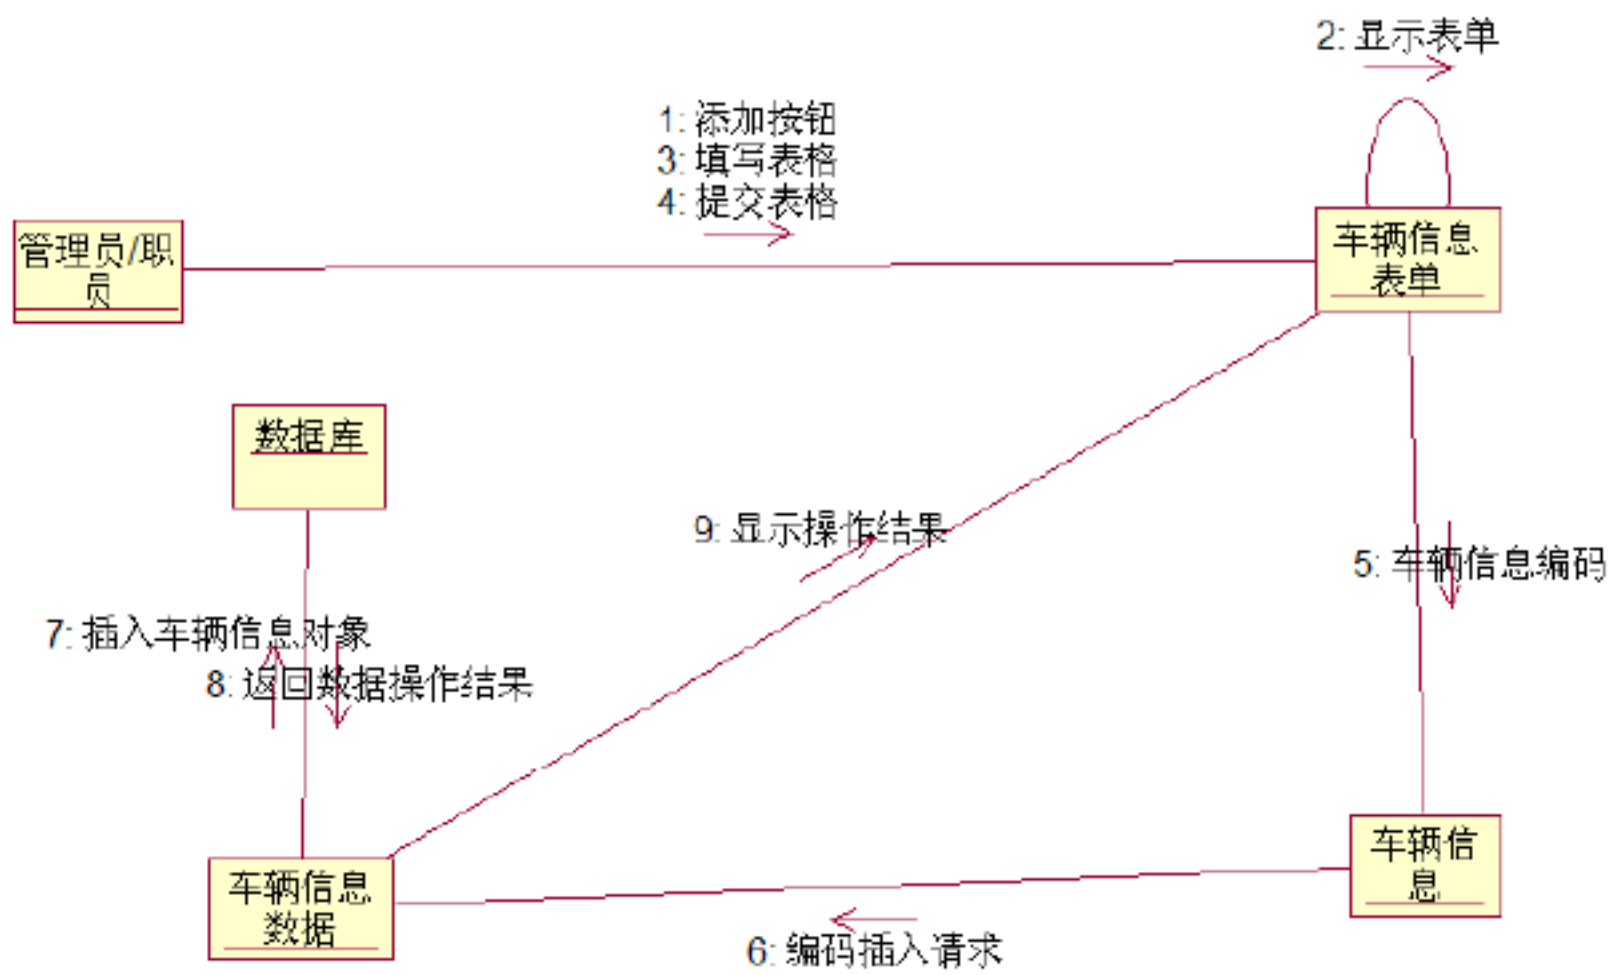 2: 显示表单
1: 添加按钮
3: 填写表格
4: 提交表格
管理员/职
员
车辆信息
表单
数据库
9: 显示操作结果
5: 车辆信息编码
7: 插入车辆信息对象
8: 返回数据操作结果
车辆信
息
车辆信息
数据
6: 编码插入请求